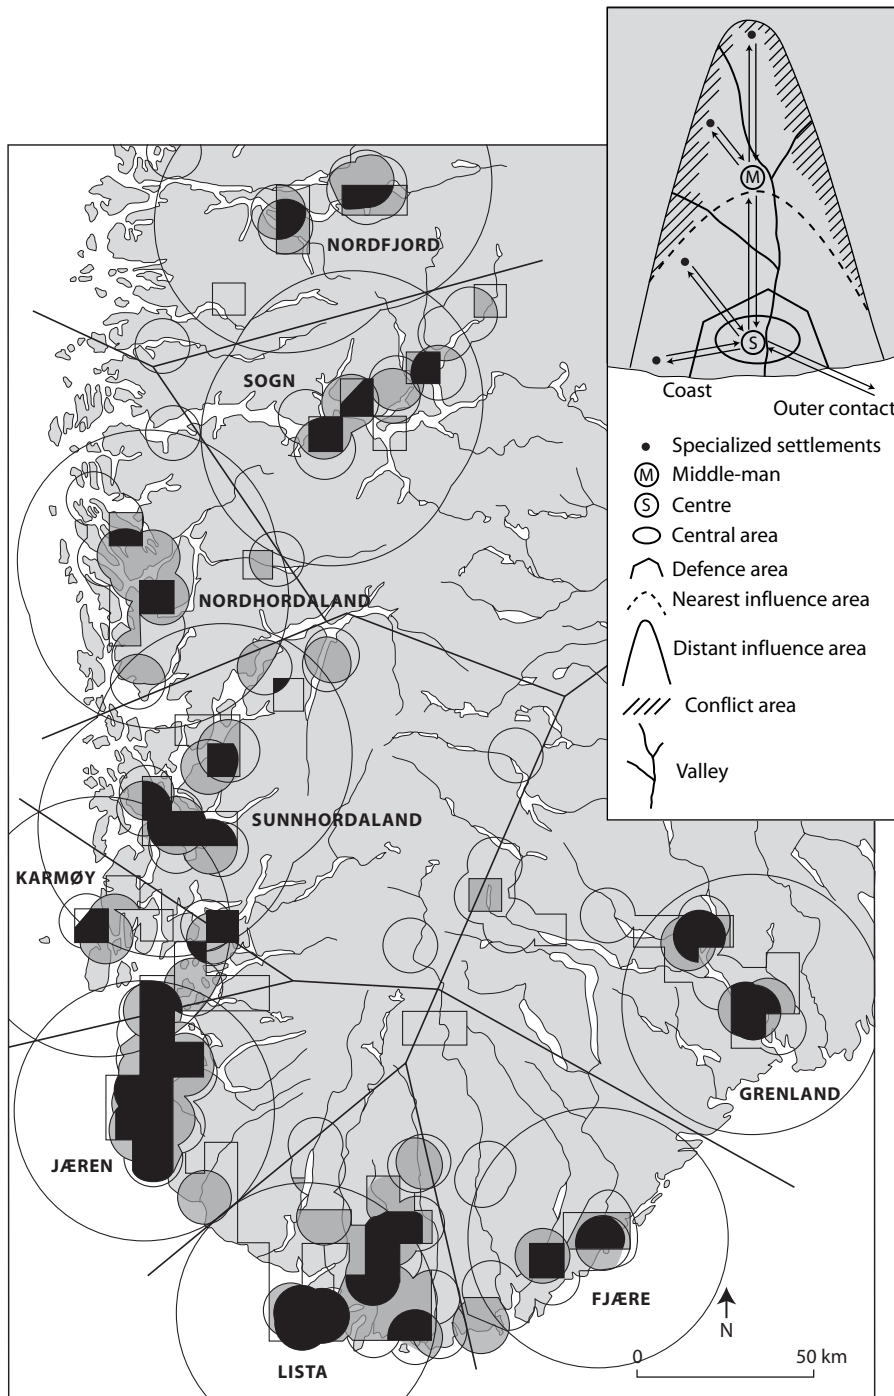 M
S
Coast
Outer contact
Specialized settlements
M Middle-man
S Centre
Central area
Defence area
Nearest influence area
Distant influence area
Conflict area
Valley
NORDFJORD
SOGN
NORDHORDALAND
SUNNHORDALAND
KARMØY
GRENLAND
JÆREN
FJÆRE
LISTA
N
0 50 km